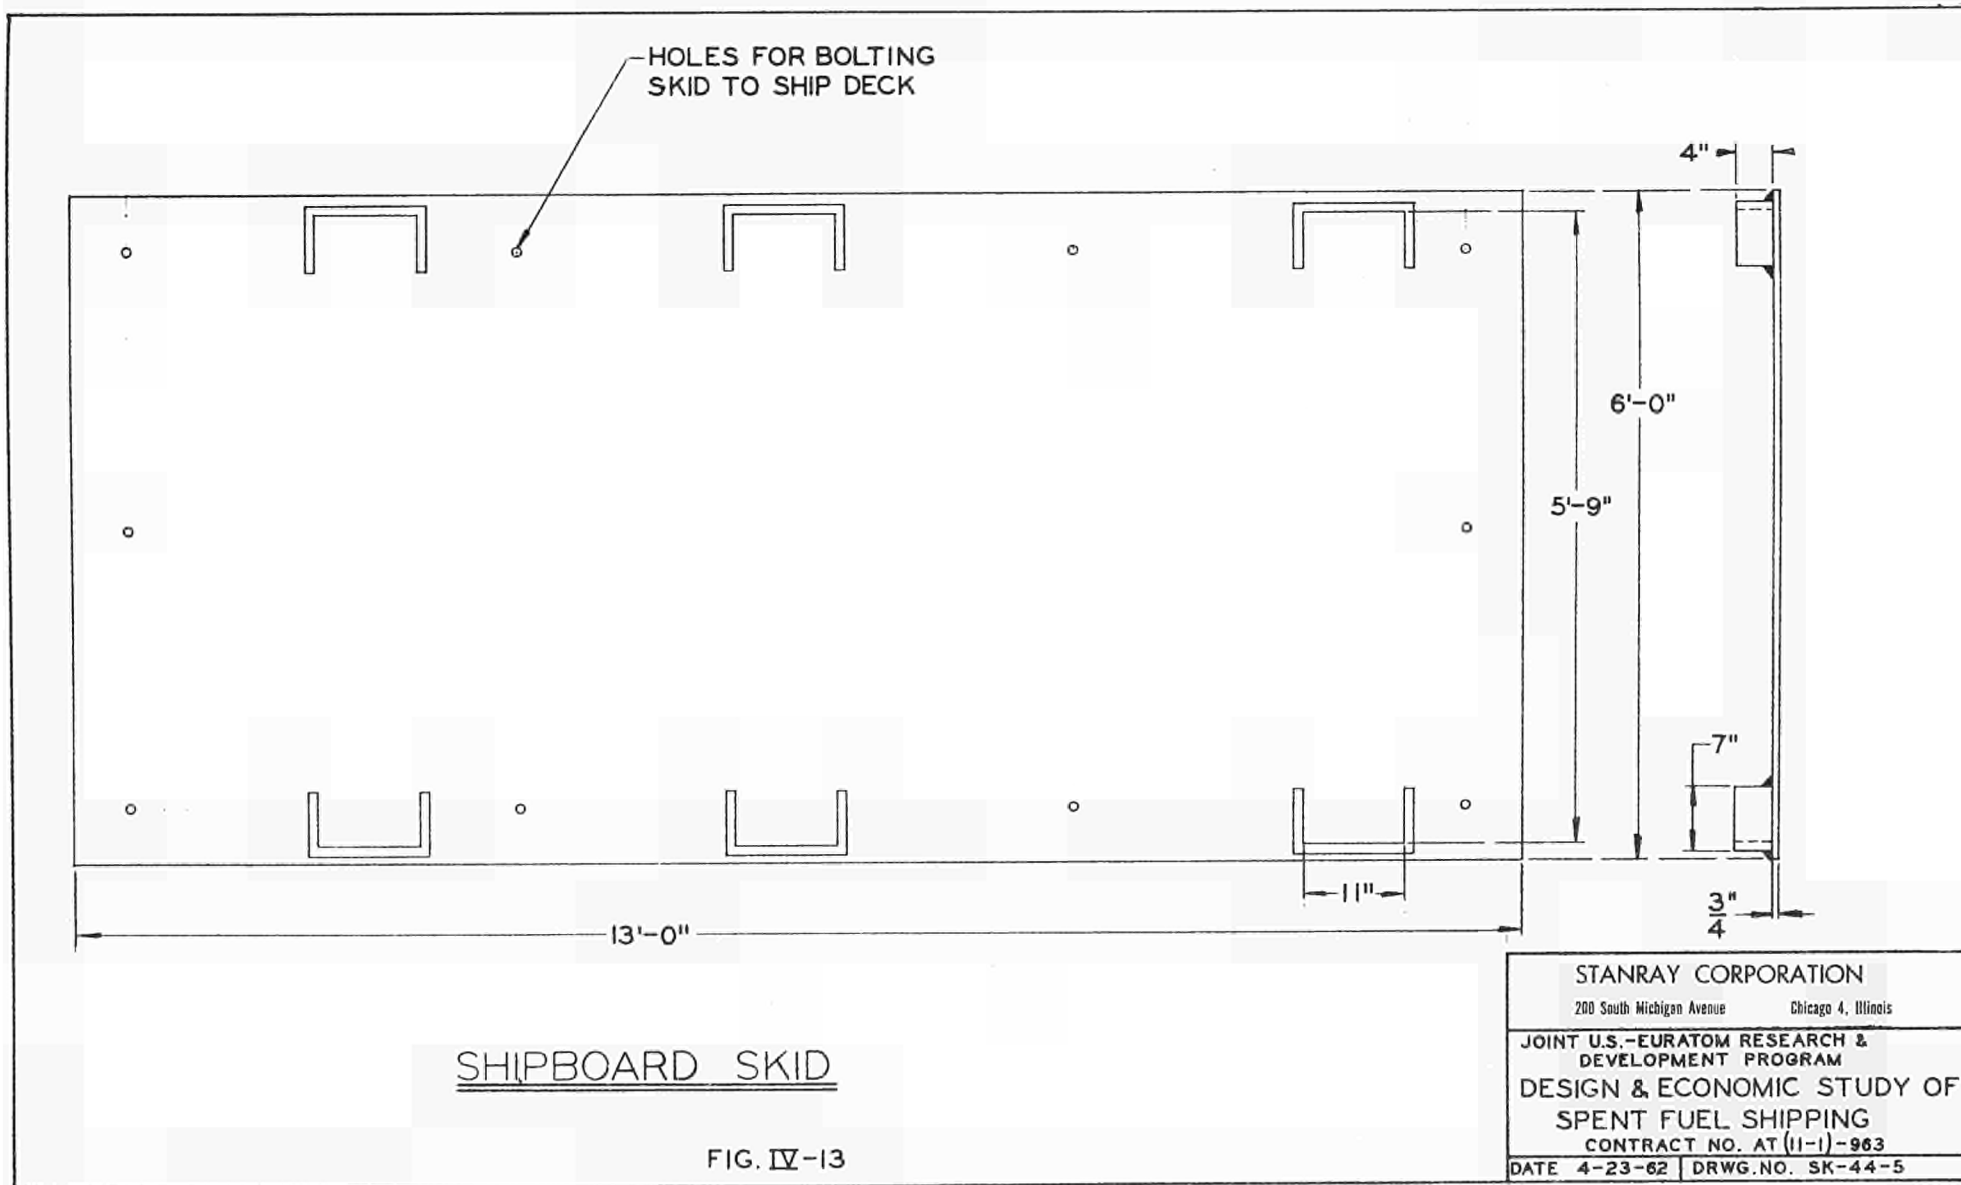 HOLES FOR BOLTING
SKID TO SHIP DECK
4"
6'-0"
5'-9"
7"
11"
3"
4
13'-0"
SHIPBOARD SKID
FIG. IV-13
STANRAY CORPORATION
200 South Michigan Avenue Chicago 4, Illinois
JOINT U.S.-EURATOM RESEARCH &
DEVELOPMENT PROGRAM
DESIGN & ECONOMIC STUDY OF
SPENT FUEL SHIPPING
CONTRACT NO. AT (11-1)-963
DATE 4-23-62 DRWG.NO. SK-44-5